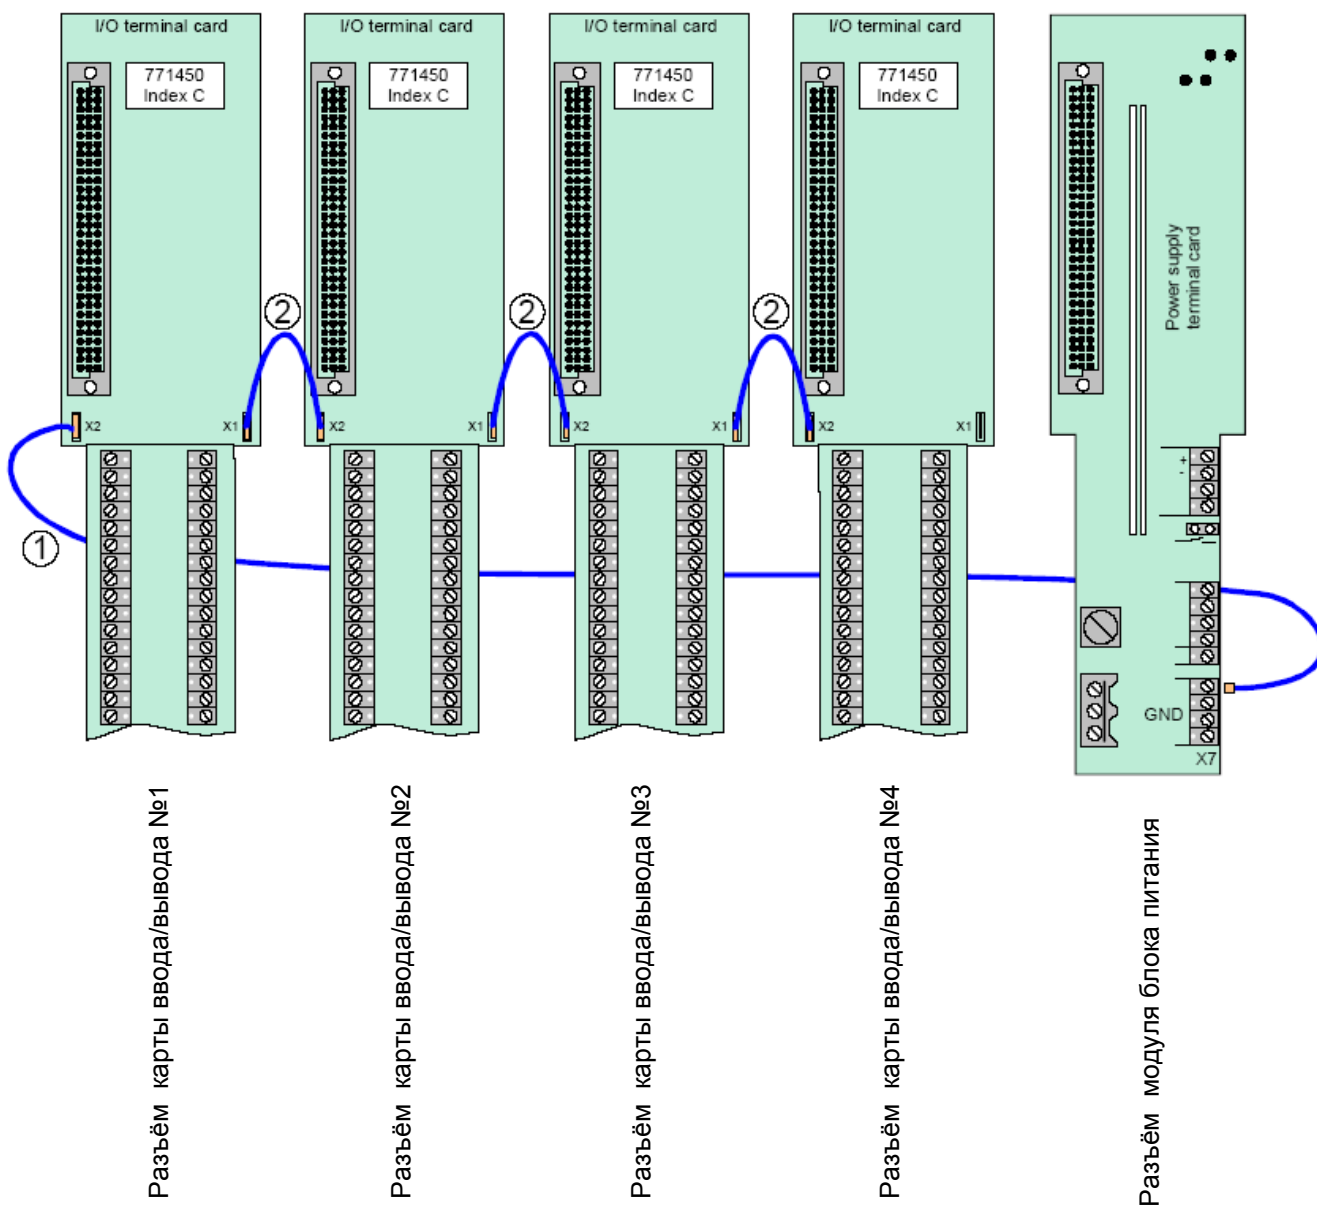 I/O terminal card
I/O terminal card
I/O terminal card
I/O terminal card
771450
Index C
771450
Index C
771450
Index C
771450
Index C
Power supply
terminal card
2
2
2
X2
X1
X2
X1
X2
X1
X2
X1
+
-
1
GND
X7
Разъём карты ввода/вывода №1
Разъём карты ввода/вывода №2
Разъём карты ввода/вывода №3
Разъём карты ввода/вывода №4
Разъём модуля блока питания